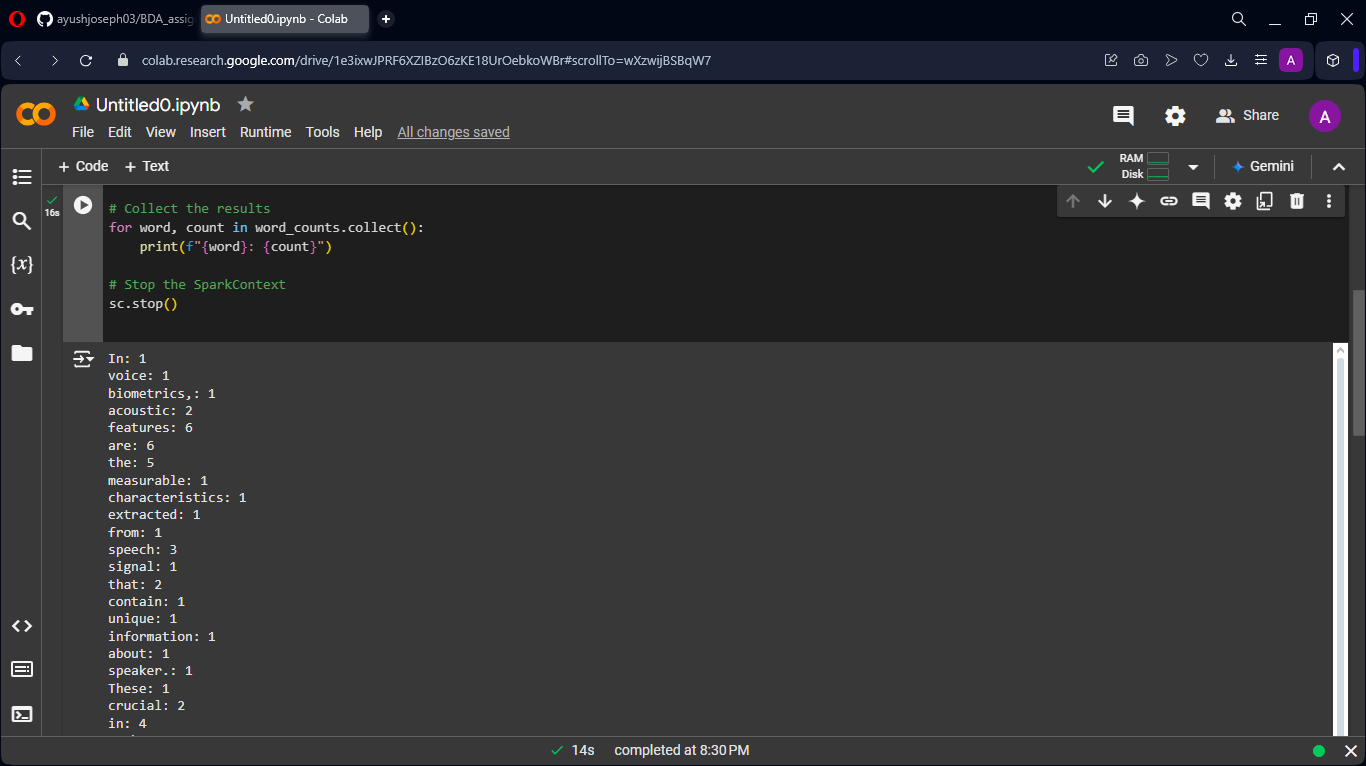 ayushjoseph03/BDA_assig
Untitled0.ipynb - Colab
colab.research.google.com/drive/1e3ixwJPRF6XZIBzO6zKE18UrOebkoWBr#scrollTo=wXzwijBSBqW7
A
Untitled0.ipynb
File Edit View Insert Runtime Tools Help All changes saved
Share
A
+ Code + Text
RAM
Disk
Gemini
16s
# Collect the results
for word, count in word_counts.collect():
    print(f"{word}: {count}")
# Stop the SparkContext
sc.stop()
{x}
In: 1
voice: 1
biometrics,: 1
acoustic: 2
features: 6
are: 6
the: 5
measurable: 1
characteristics: 1
extracted: 1
from: 1
speech: 3
signal: 1
that: 2
contain: 1
unique: 1
information: 1
about: 1
speaker.: 1
These: 1
crucial: 2
in: 4
14s completed at 8:30 PM